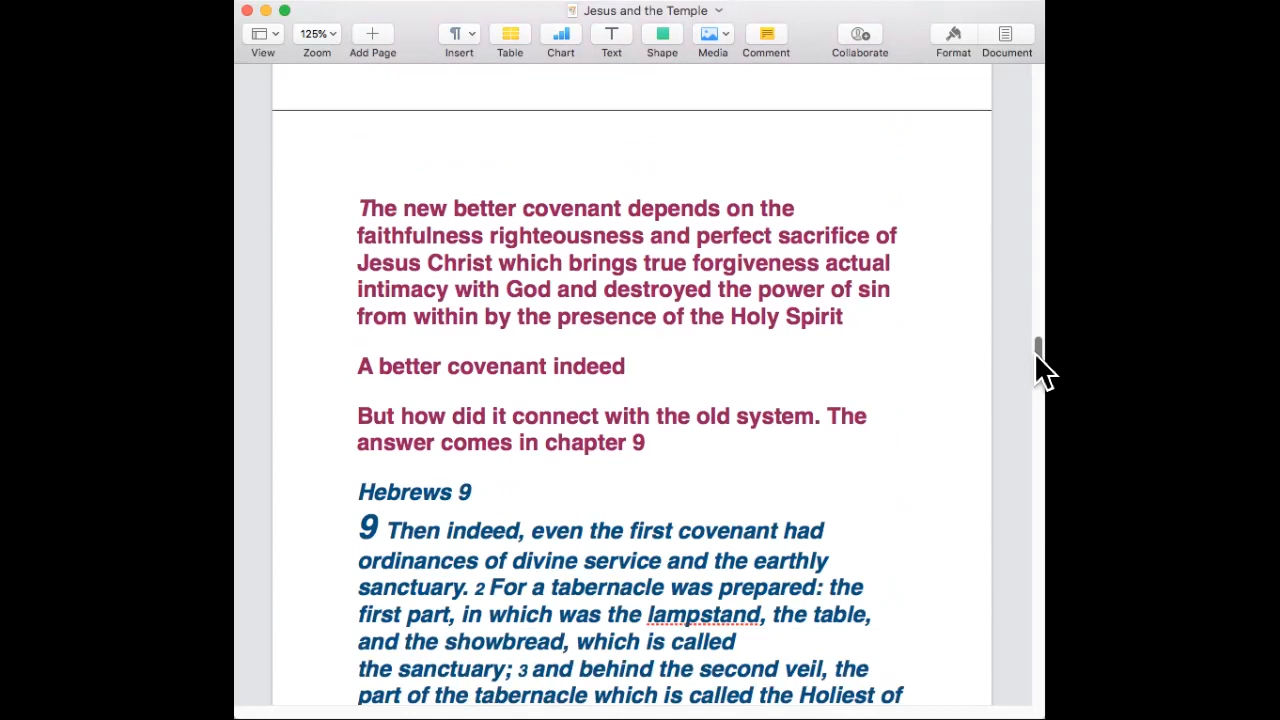 Jesus and the Temple
125%
View
Zoom
Add Page
Insert
Table
Chart
Text
Shape
Media
Comment
Collaborate
Format
Document
The new better covenant depends on the
faithfulness righteousness and perfect sacrifice of
Jesus Christ which brings true forgiveness actual
intimacy with God and destroyed the power of sin
from within by the presence of the Holy Spirit
A better covenant indeed
But how did it connect with the old system. The
answer comes in chapter 9
Hebrews 9
9 Then indeed, even the first covenant had
ordinances of divine service and the earthly
sanctuary. 2 For a tabernacle was prepared: the
first part, in which was the lampstand, the table,
and the showbread, which is called
the sanctuary; 3 and behind the second veil, the
part of the tabernacle which is called the Holiest of